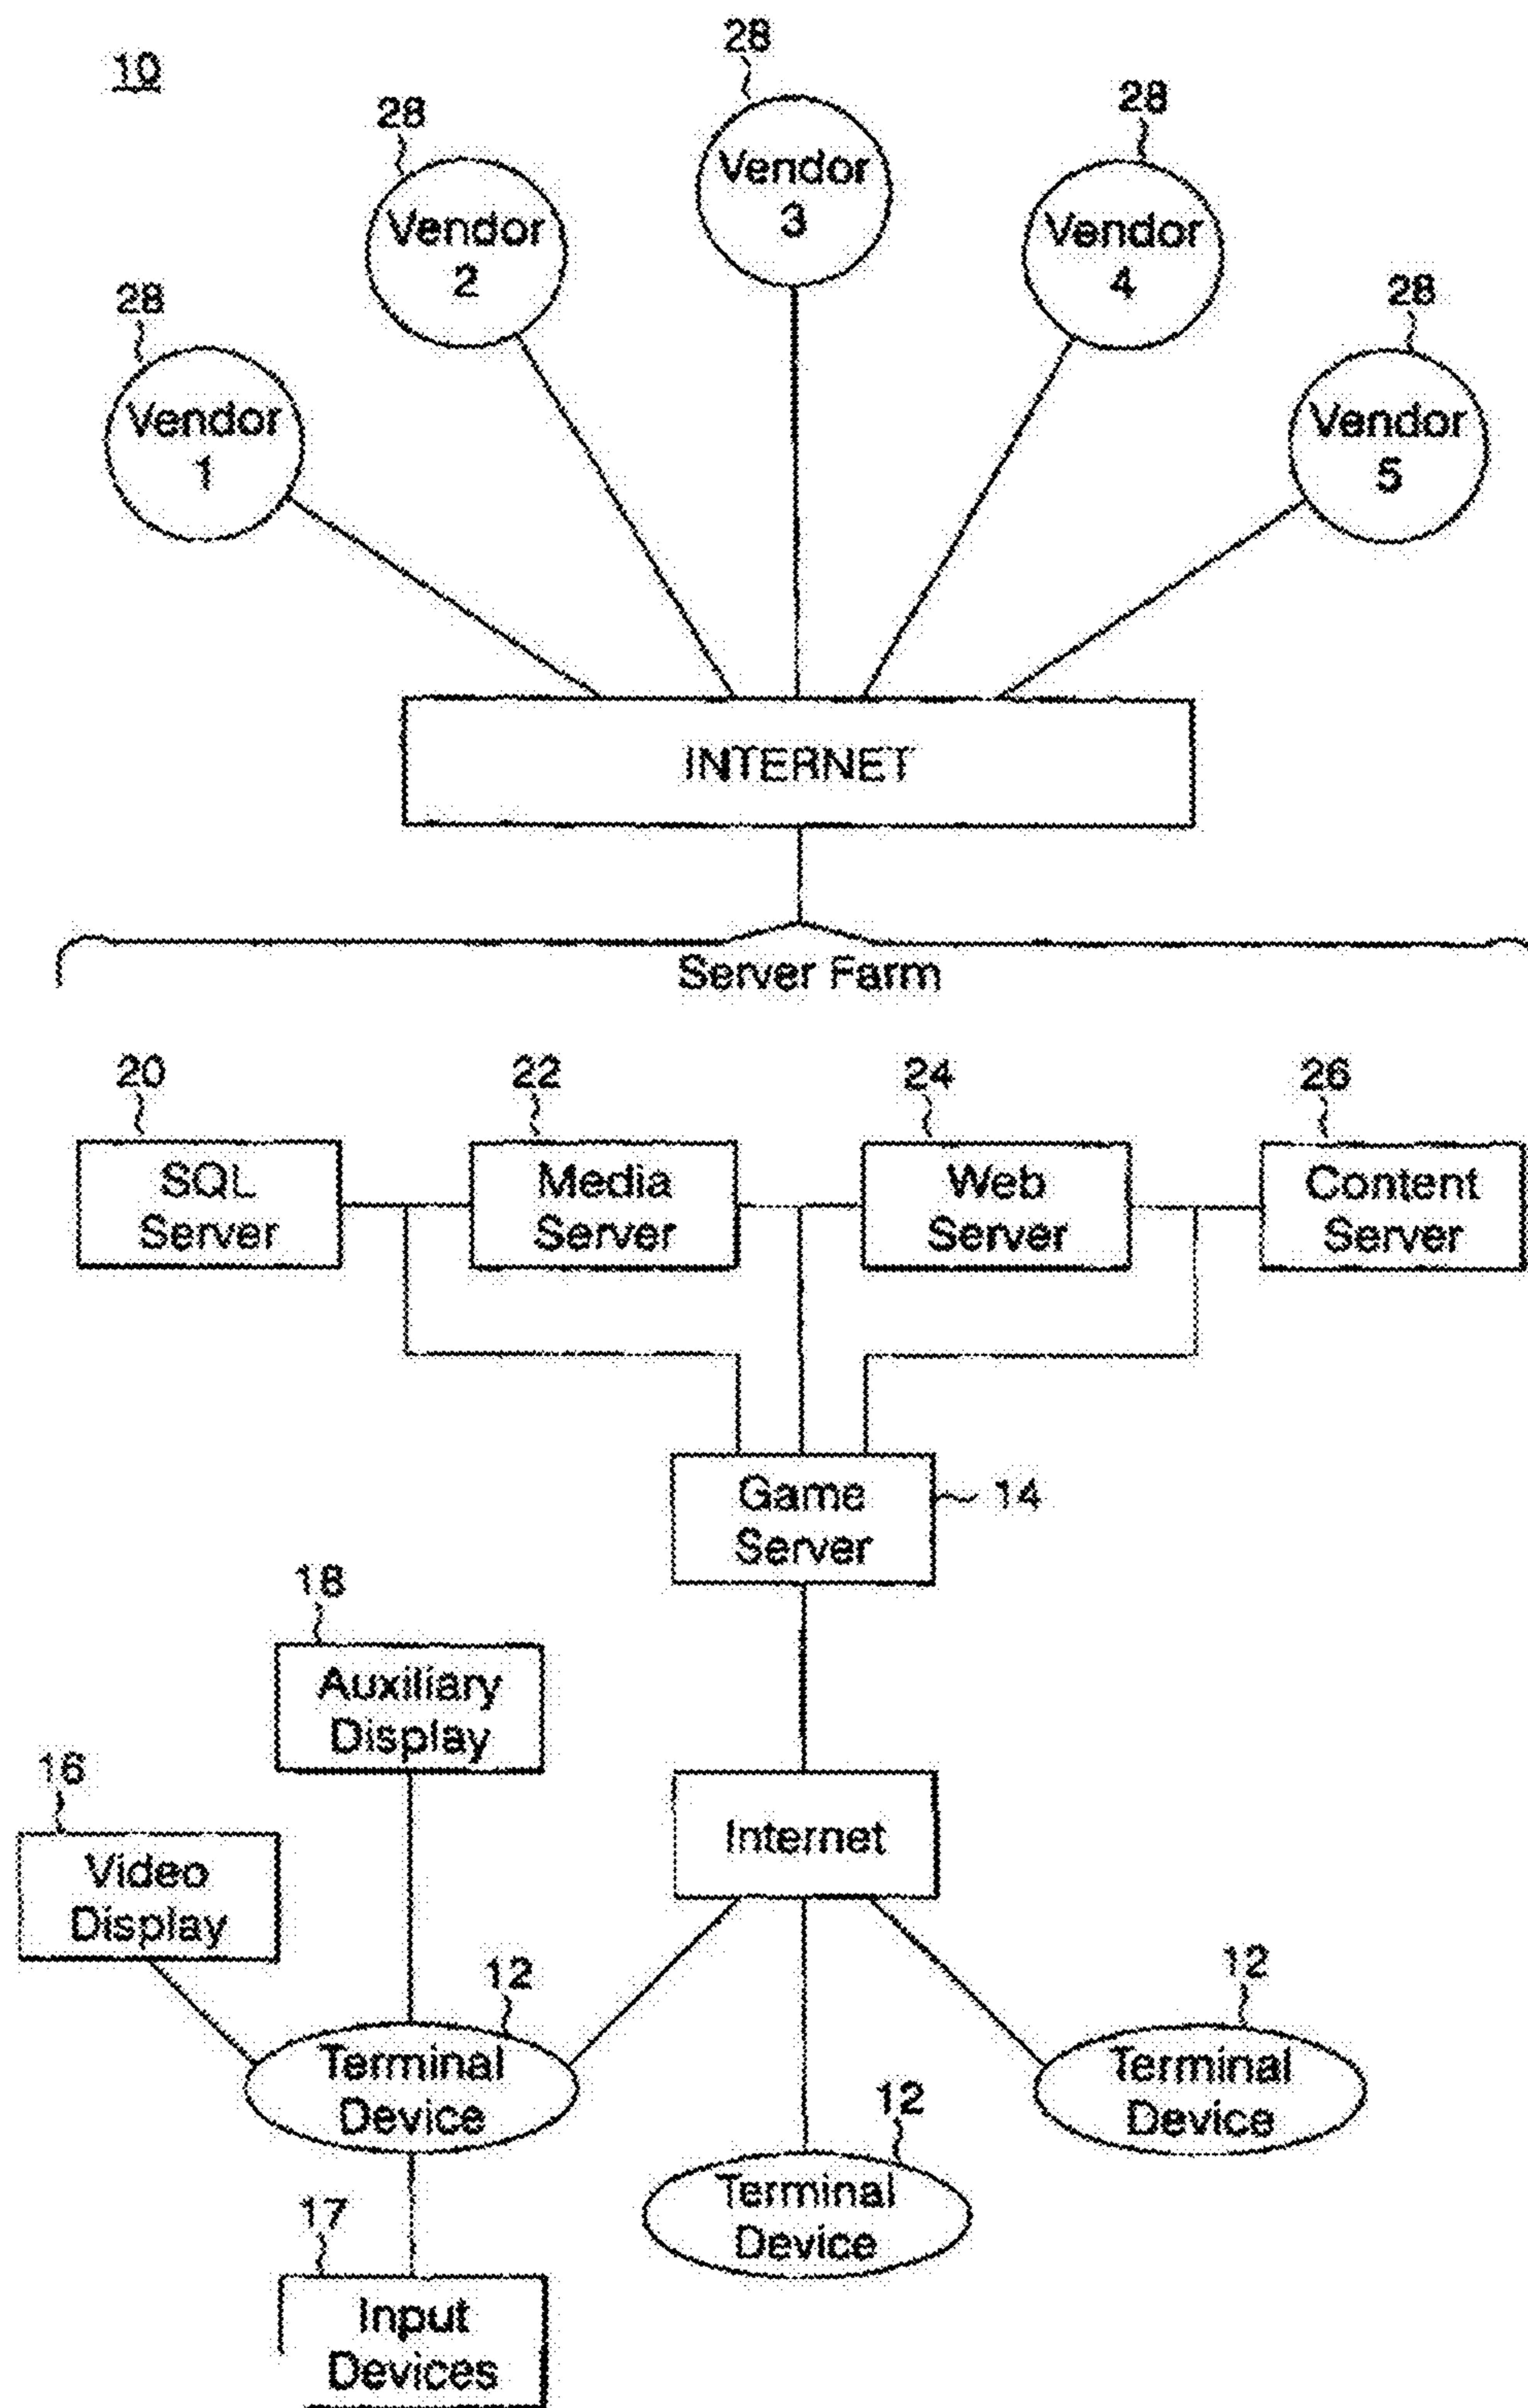 10
28
28
28
28
28
Vendor
1
Vendor
2
Vendor
3
Vendor
4
Vendor
5
INTERNET
Server Farm
20
22
24
26
SQL
Server
Media
Server
Web
Server
Content
Server
Game
Server
14
18
Auxiliary
Display
16
Video
Display
Internet
12
Terminal
Device
12
Terminal
Device
12
Terminal
Device
17
Input
Devices